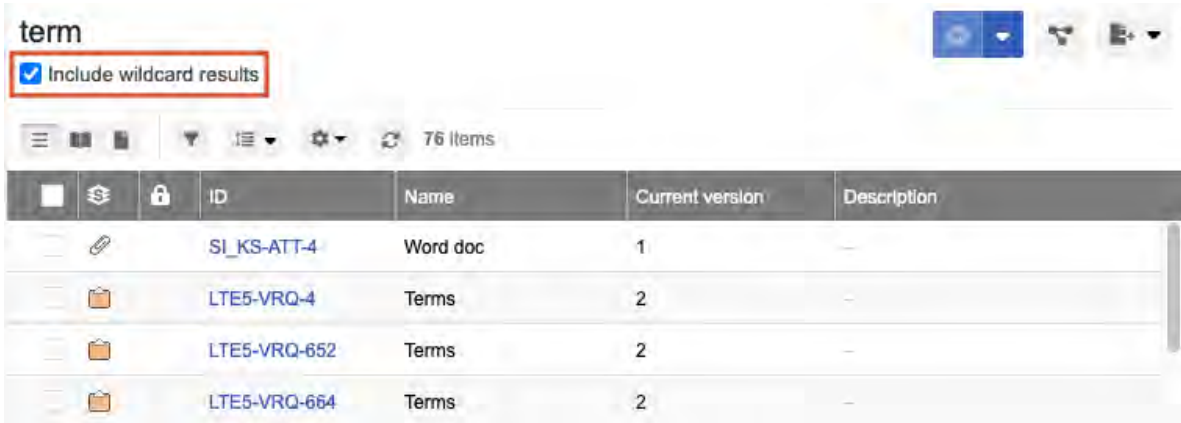 term
Include wildcard results
76 items
ID Name Current version Description
SI_KS-ATT-4 Word doc 1 –
LTE5-VRQ-4 Terms 2 –
LTE5-VRQ-652 Terms 2 –
LTE5-VRQ-664 Terms 2 –